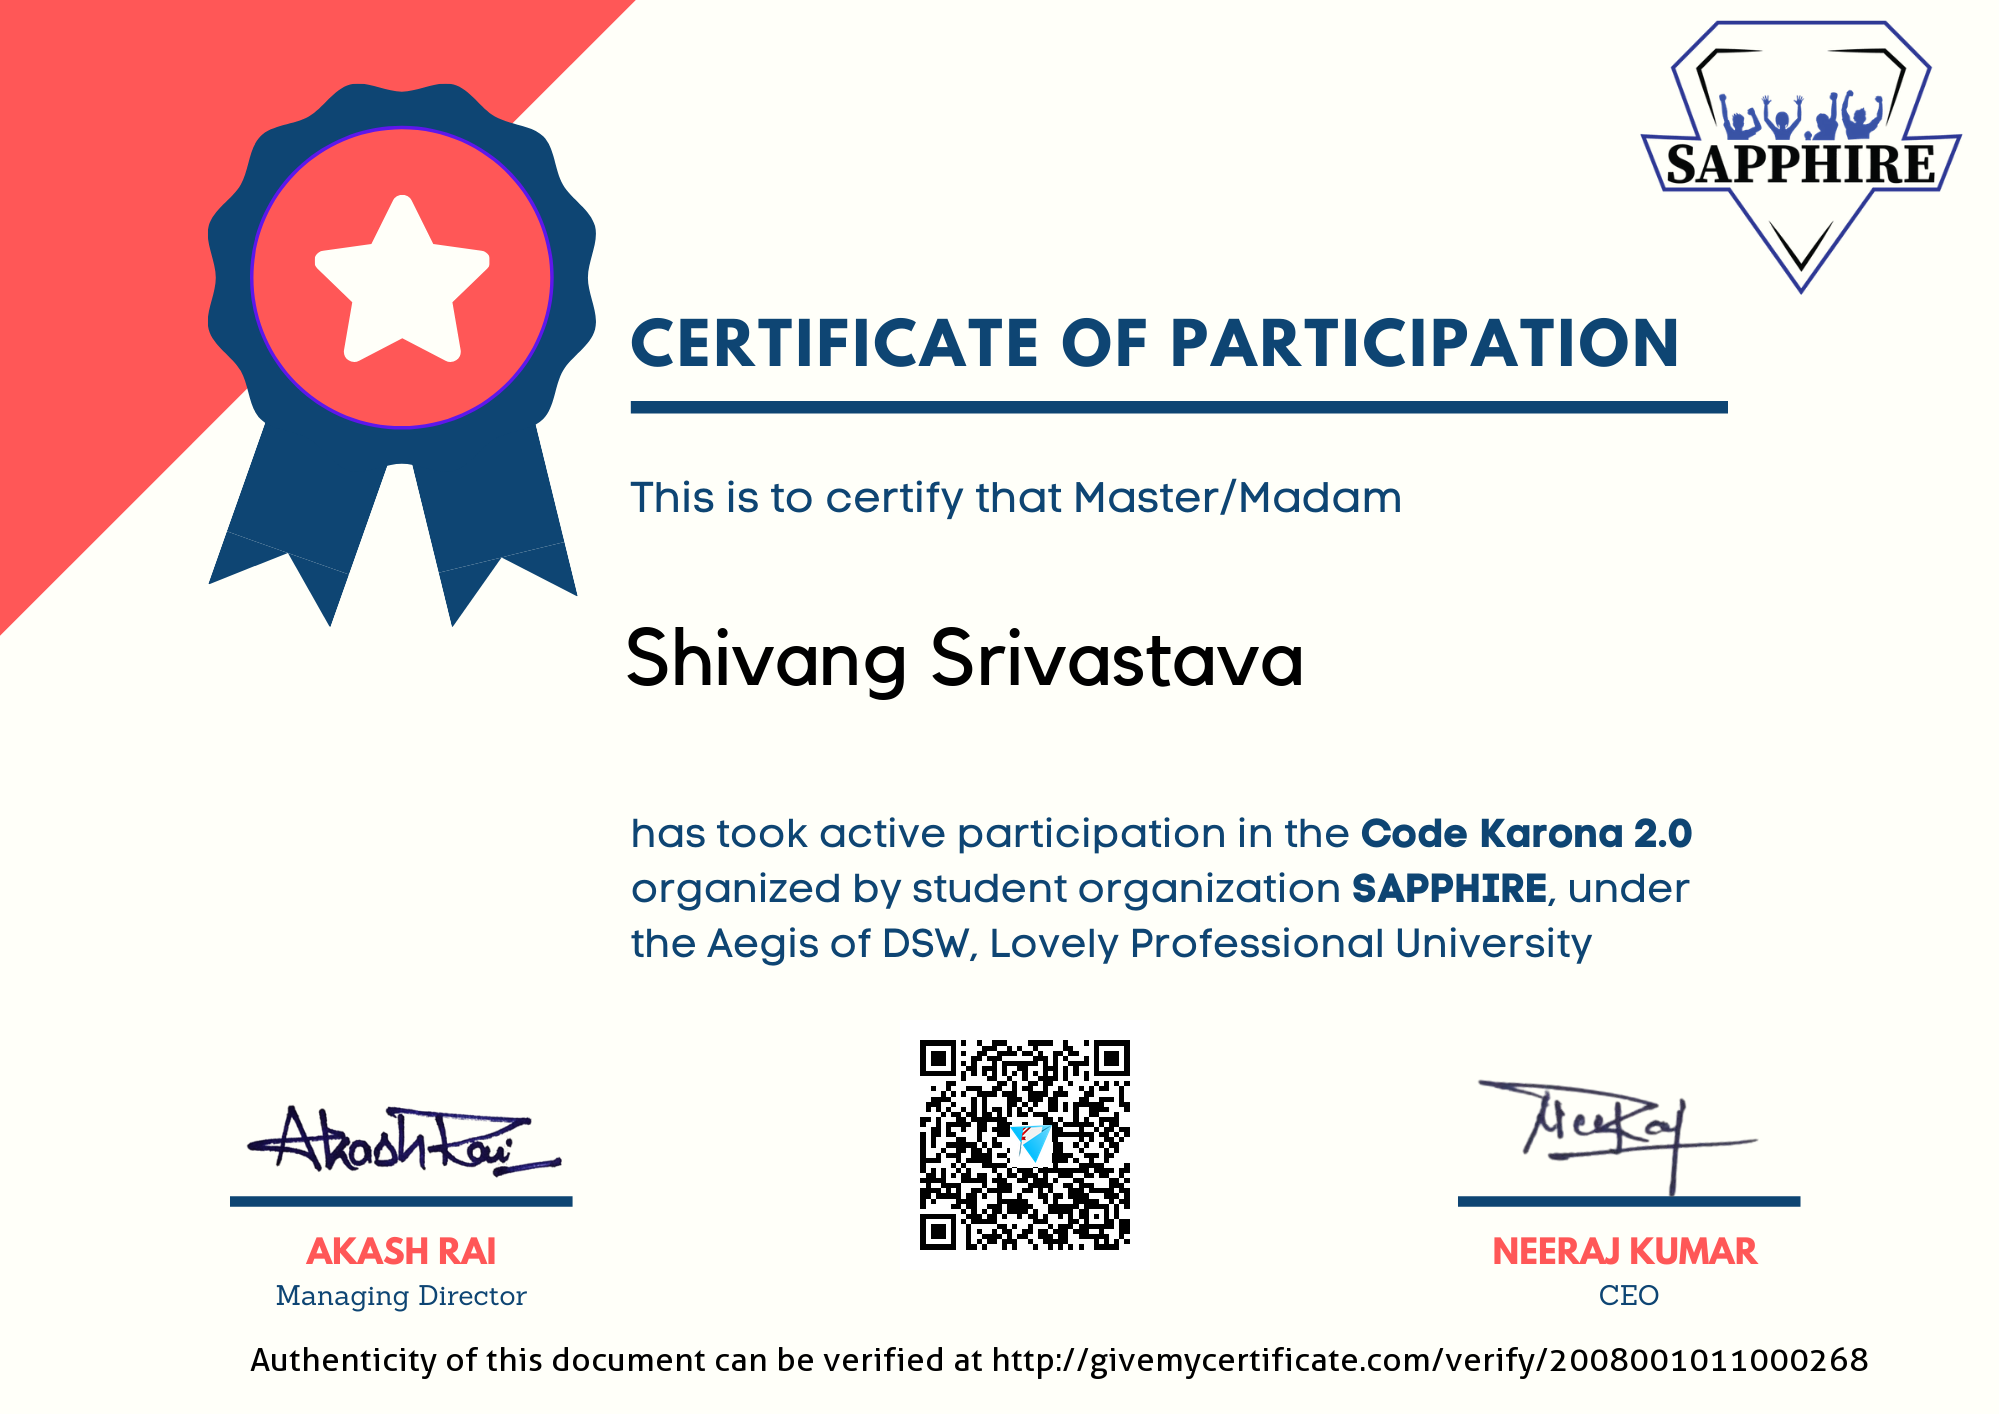 SAPPHIRE
CERTIFICATE OF PARTICIPATION
This is to certify that Master/Madam
Shivang Srivastava
has took active participation in the Code Karona 2.0
organized by student organization SAPPHIRE, under
the Aegis of DSW, Lovely Professional University
Akash Rai
Neeraj
AKASH RAI
NEERAJ KUMAR
Managing Director
CEO
Authenticity of this document can be verified at http://givemycertificate.com/verify/2008001011000268